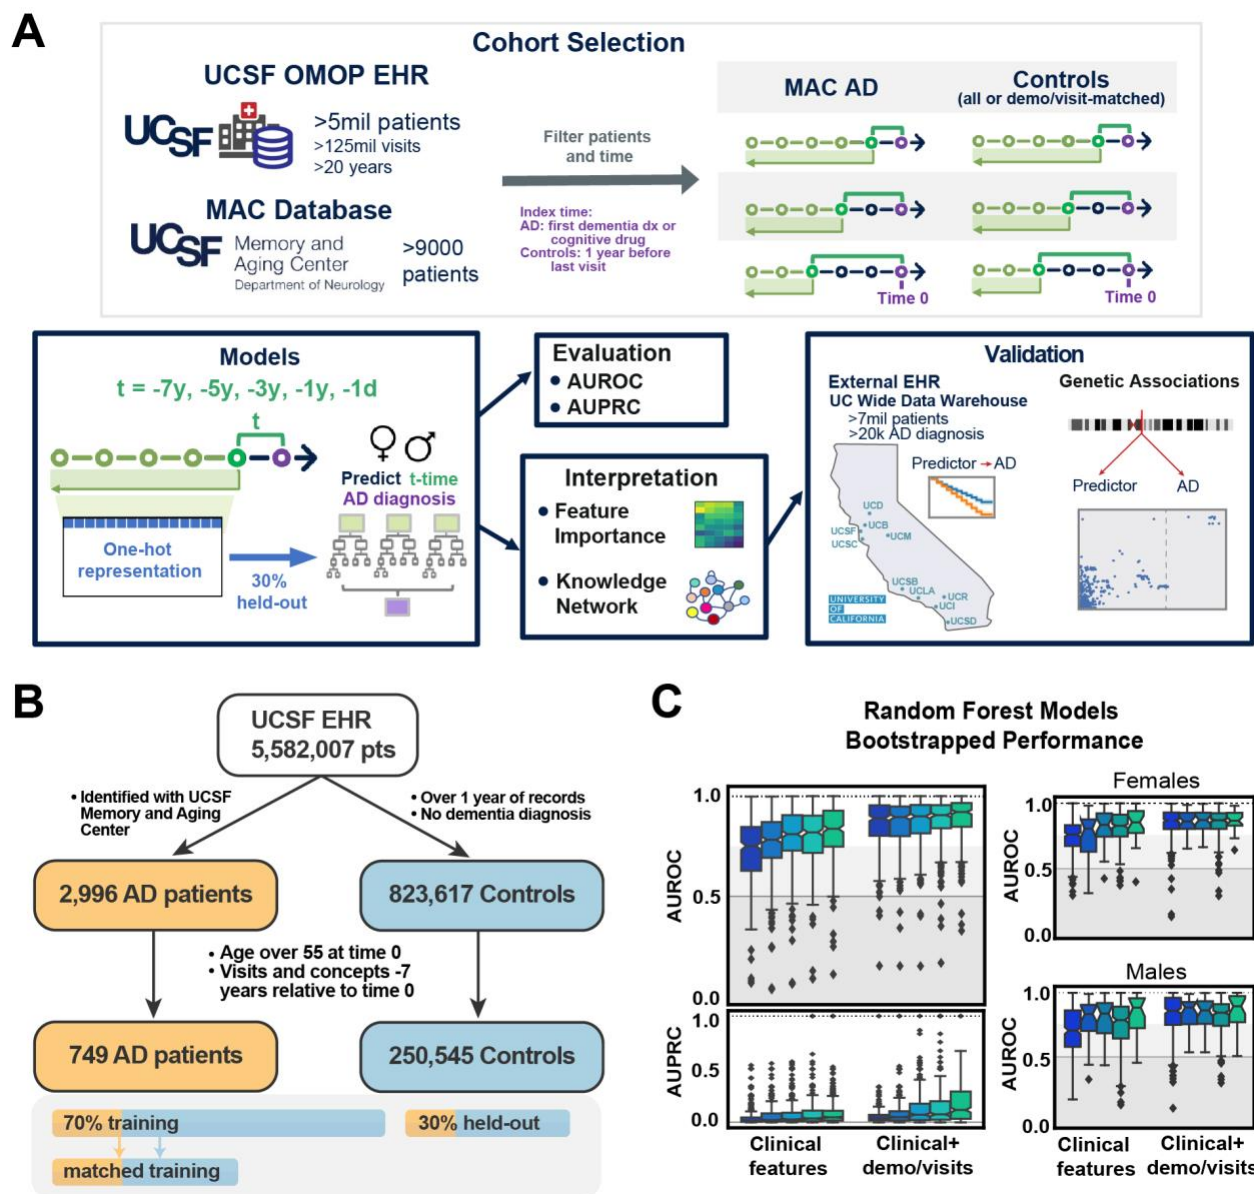 A
Cohort Selection
UCSF OMOP EHR
UCSF
>5mil patients
>125mil visits
>20 years
MAC Database
UCSF
Memory and
Aging Center
Department of Neurology
>9000
patients
Filter patients
and time
Index time:
AD: first dementia dx or
cognitive drug
Controls: 1 year before
last visit
MAC AD
Controls
(all or demo/visit-matched)
Time 0
Time 0
Models
t = -7y, -5y, -3y, -1y, -1d
t
Predict t-time
AD diagnosis
One-hot
representation
30%
held-out
Evaluation
• AUROC
• AUPRC
Interpretation
• Feature
Importance
• Knowledge
Network
Validation
External EHR
UC Wide Data Warehouse
>7mil patients
>20k AD diagnosis
Predictor → AD
UCD
UCSF
UCB
UCSC
UCM
UCSB
UCLA
UCR
UCI
UCSD
UNIVERSITY
OF
CALIFORNIA
Genetic Associations
Predictor
AD
B
UCSF EHR
5,582,007 pts
• Identified with UCSF
Memory and Aging
Center
• Over 1 year of records
• No dementia diagnosis
2,996 AD patients
823,617 Controls
• Age over 55 at time 0
• Visits and concepts -7
years relative to time 0
749 AD patients
250,545 Controls
70% training
30% held-out
matched training
C
Random Forest Models
Bootstrapped Performance
AUROC
1.0
0.5
0.0
AUPRC
1.0
0.5
0.0
Clinical
features
Clinical+
demo/visits
Females
AUROC
1.0
0.5
0.0
Males
AUROC
1.0
0.5
0.0
Clinical
features
Clinical+
demo/visits